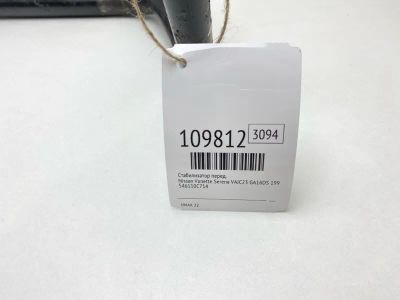 109812 3094
Стабилизатор перед.
Nissan Vanette Serena VAJC23 GA16DS 199
546110C714